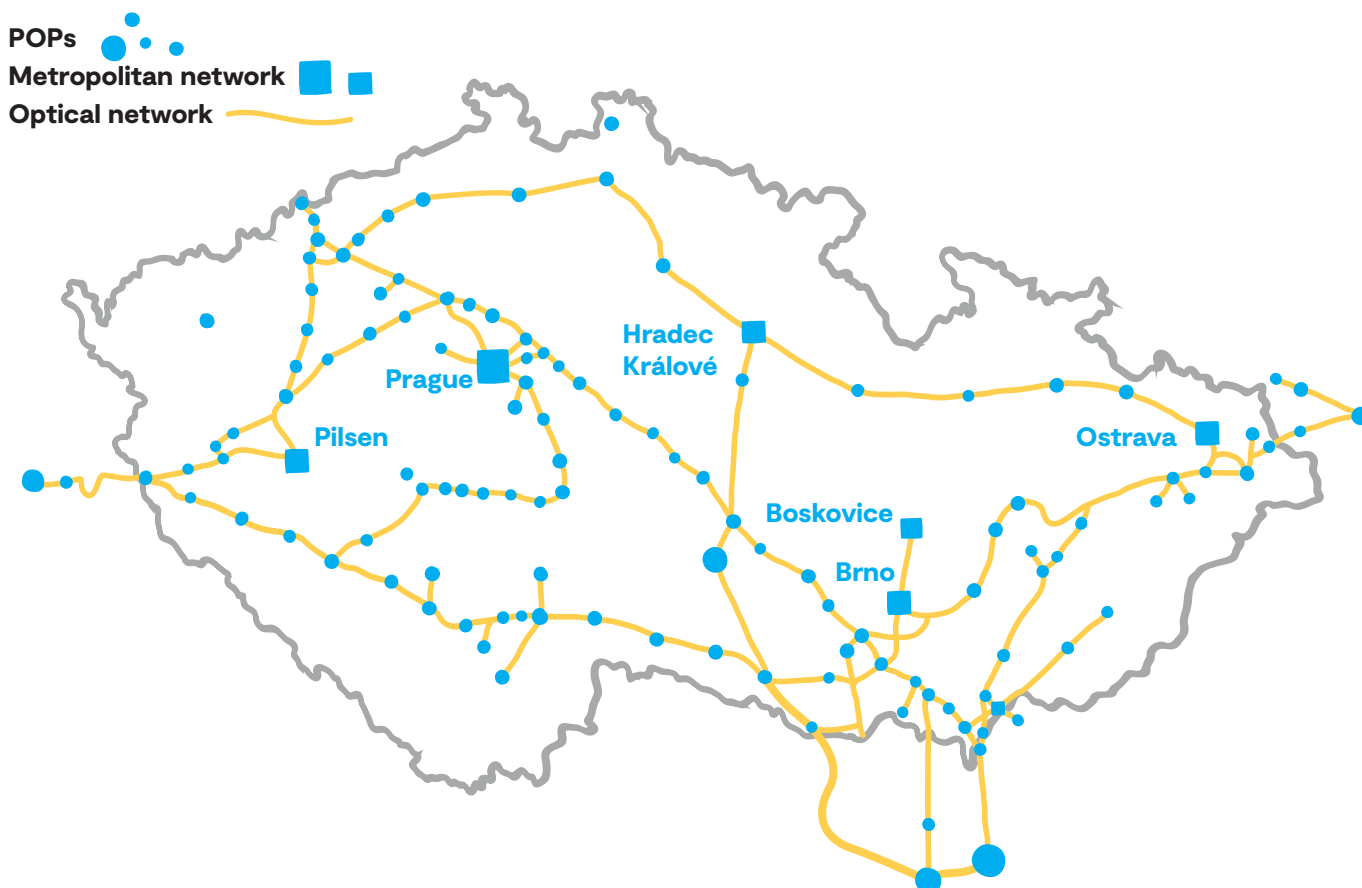 POPs
Metropolitan network
Optical network
Hradec
Králové
Prague
Pilsen
Ostrava
Boskovice
Brno